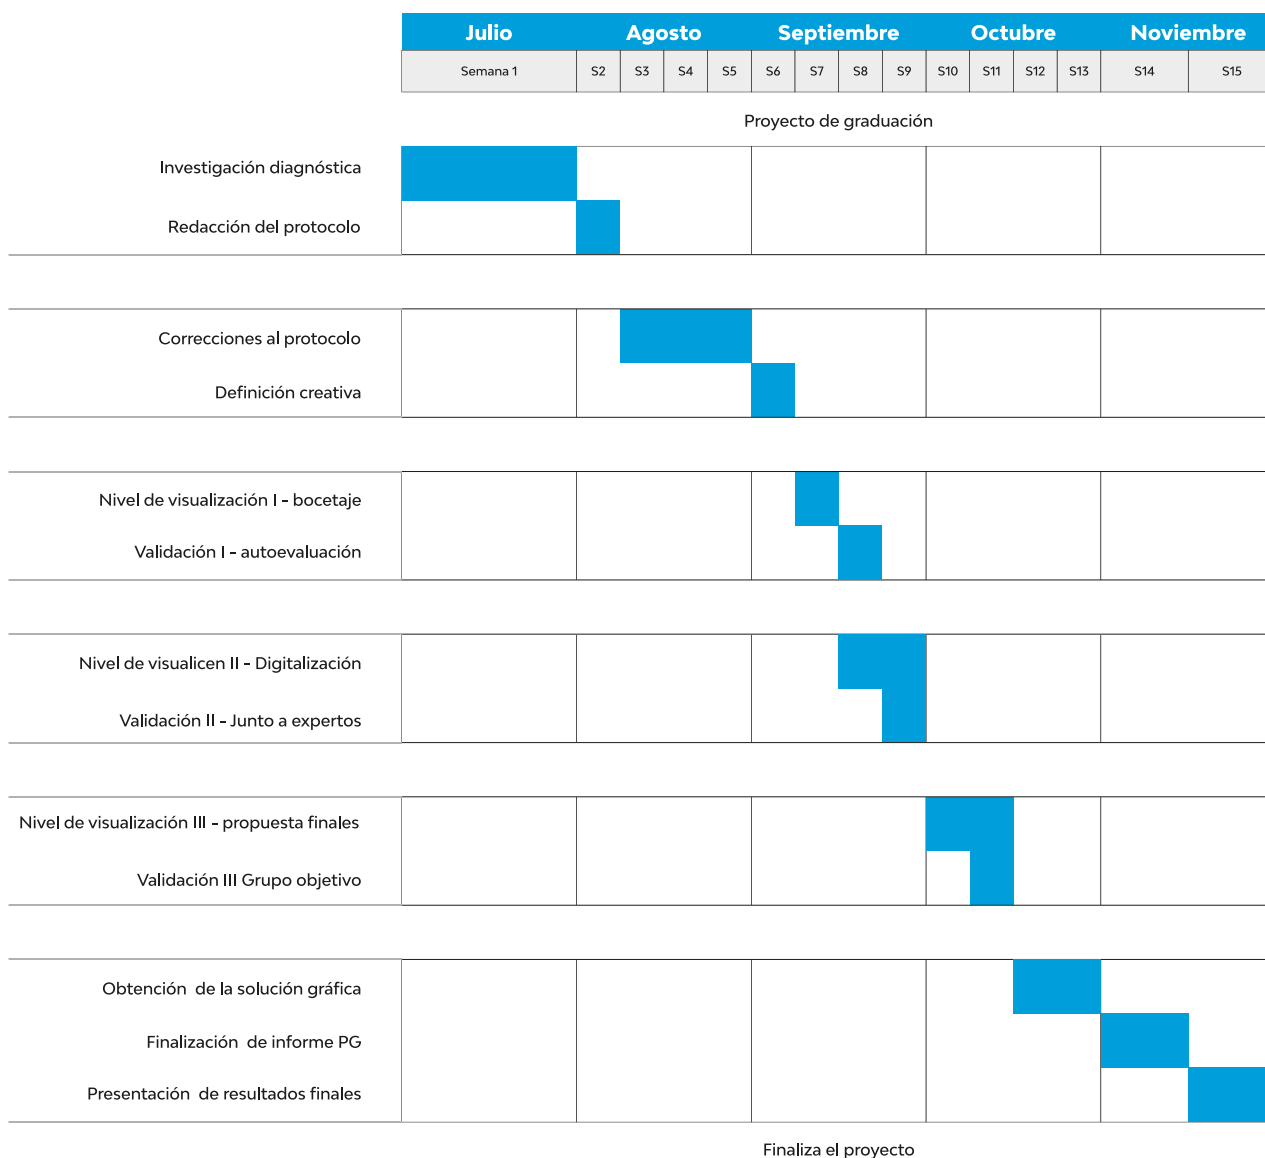 Julio Agosto Septiembre Octubre Noviembre
Semana 1 S2 S3 S4 S5 S6 S7 S8 S9 S10 S11 S12 S13 S14 S15
Proyecto de graduación
Investigación diagnóstica
Redacción del protocolo
Correcciones al protocolo
Definición creativa
Nivel de visualización I - bocetaje
Validación I - autoevaluación
Nivel de visualicen II - Digitalización
Validación II - Junto a expertos
Nivel de visualización III - propuesta finales
Validación III Grupo objetivo
Obtención de la solución gráfica
Finalización de informe PG
Presentación de resultados finales
Finaliza el proyecto